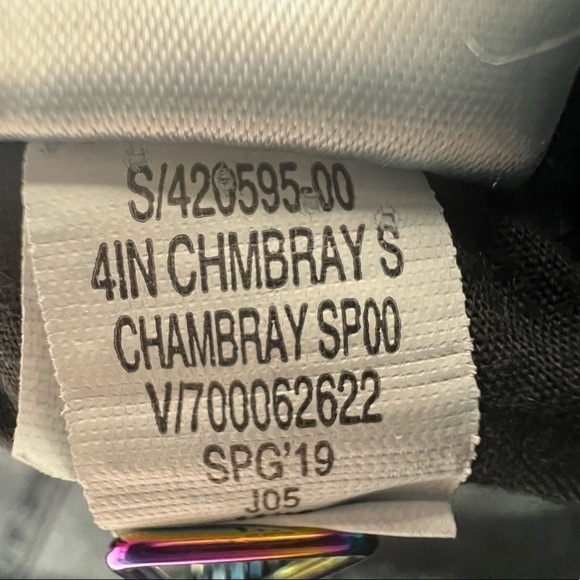 S/420595-00
4IN CHMBRAY S
CHAMBRAY SP00
V/700062622
SPG'19
J05